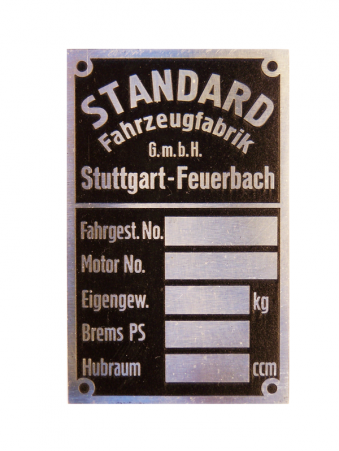 STANDARD
Fahrzeugfabrik
G.m.b.H.
Stuttgart-Feuerbach
Fahrgest. No.
Motor No.
Eigengew. kg
Brems PS
Hubraum ccm